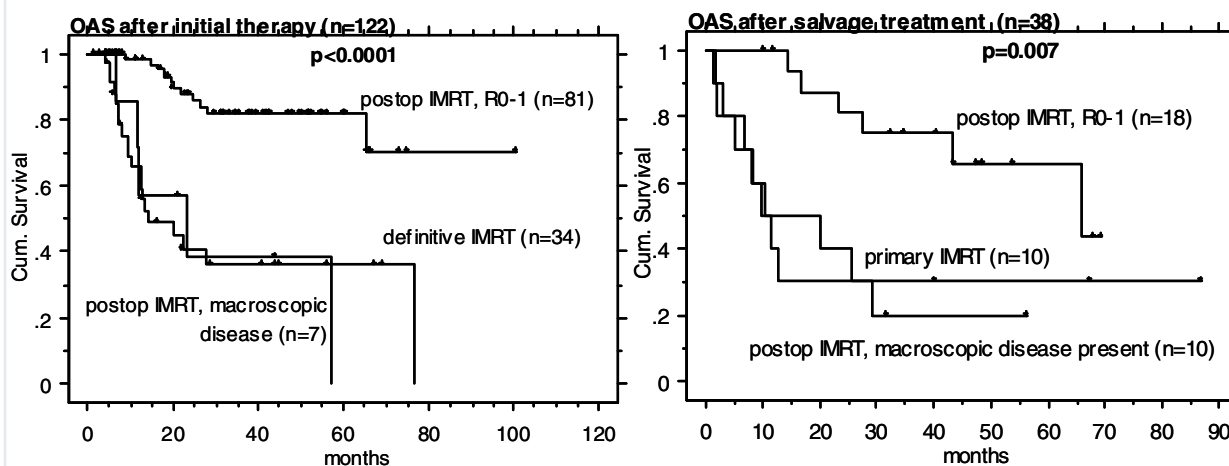 OAS after initial therapy (n=122)
p<0.0001
1
.8
.6
.4
.2
0
Cum. Survival
postop IMRT, R0-1 (n=81)
definitive IMRT (n=34)
postop IMRT, macroscopic
disease (n=7)
0 20 40 60 80 100 120
months
OAS after salvage treatment (n=38)
p=0.007
1
.8
.6
.4
.2
0
Cum. Survival
postop IMRT, R0-1 (n=18)
primary IMRT (n=10)
postop IMRT, macroscopic disease present (n=10)
0 10 20 30 40 50 60 70 80 90
months